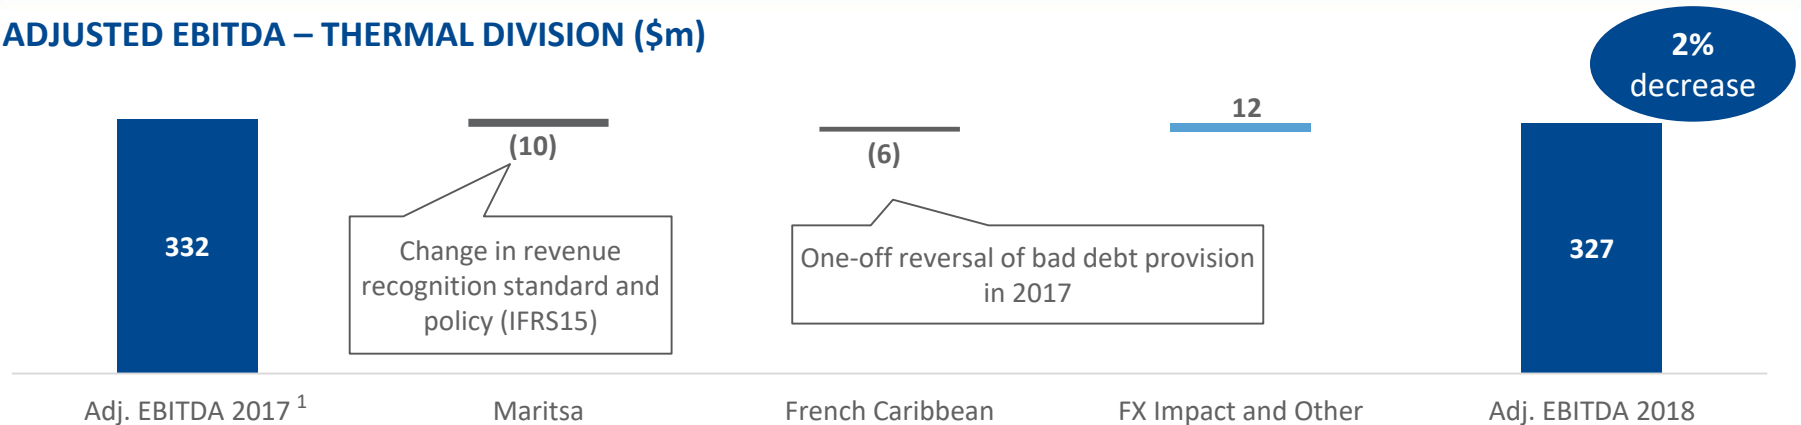 ADJUSTED EBITDA – THERMAL DIVISION ($m)
2%
decrease
332
(10)
Change in revenue
recognition standard and
policy (IFRS15)
(6)
One-off reversal of bad debt provision
in 2017
12
327
Adj. EBITDA 2017 1
Maritsa
French Caribbean
FX Impact and Other
Adj. EBITDA 2018